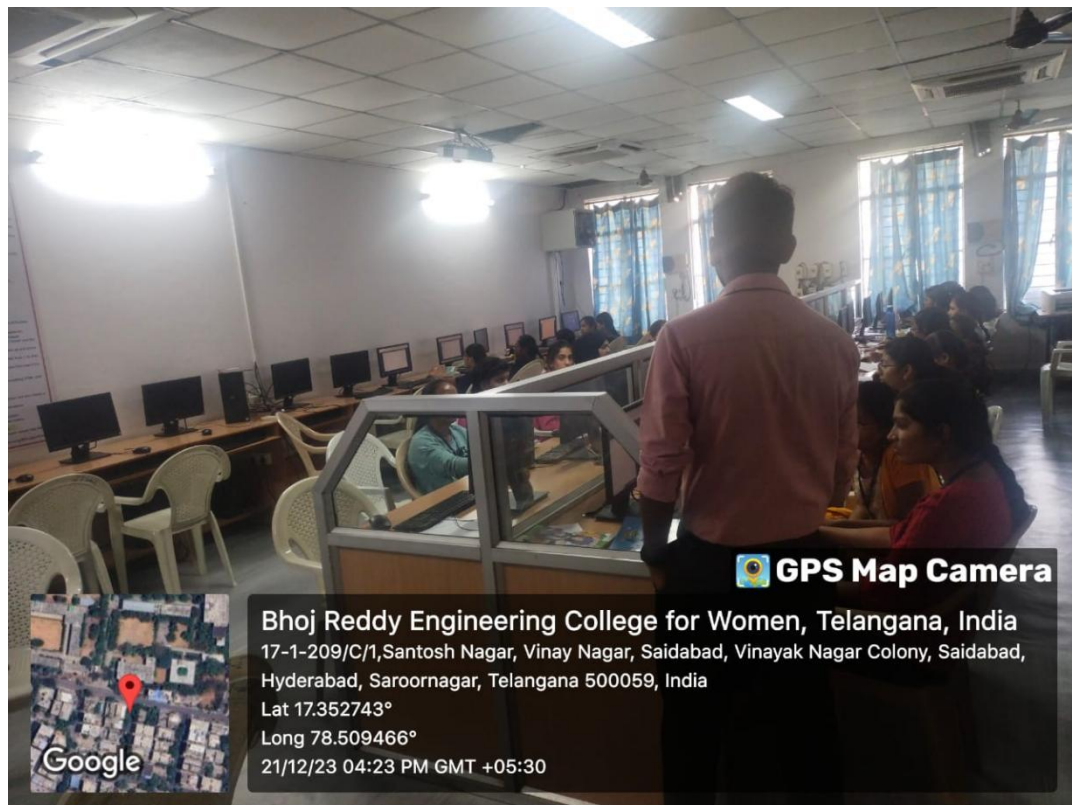 GPS Map Camera
Bhoj Reddy Engineering College for Women, Telangana, India
17-1-209/C/1,Santosh Nagar, Vinay Nagar, Saidabad, Vinayak Nagar Colony, Saidabad,
Hyderabad, Saroornagar, Telangana 500059, India
Lat 17.352743°
Long 78.509466°
21/12/23 04:23 PM GMT +05:30
Google